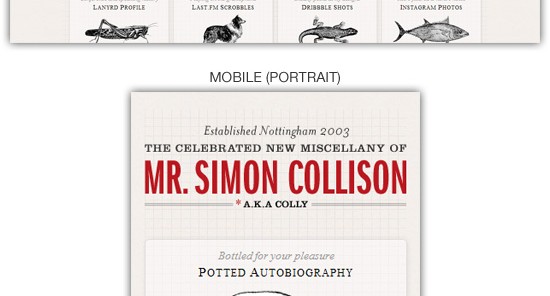 LANYRD PROFILE
LAST.FM SCROBBLES
DRIBBBLE SHOTS
INSTAGRAM PHOTOS
MOBILE (PORTRAIT)
Established Nottingham 2003
THE CELEBRATED NEW MISCELLANY OF
MR. SIMON COLLISON
* A.K.A COLLY
Bottled for your pleasure
POTTED AUTOBIOGRAPHY